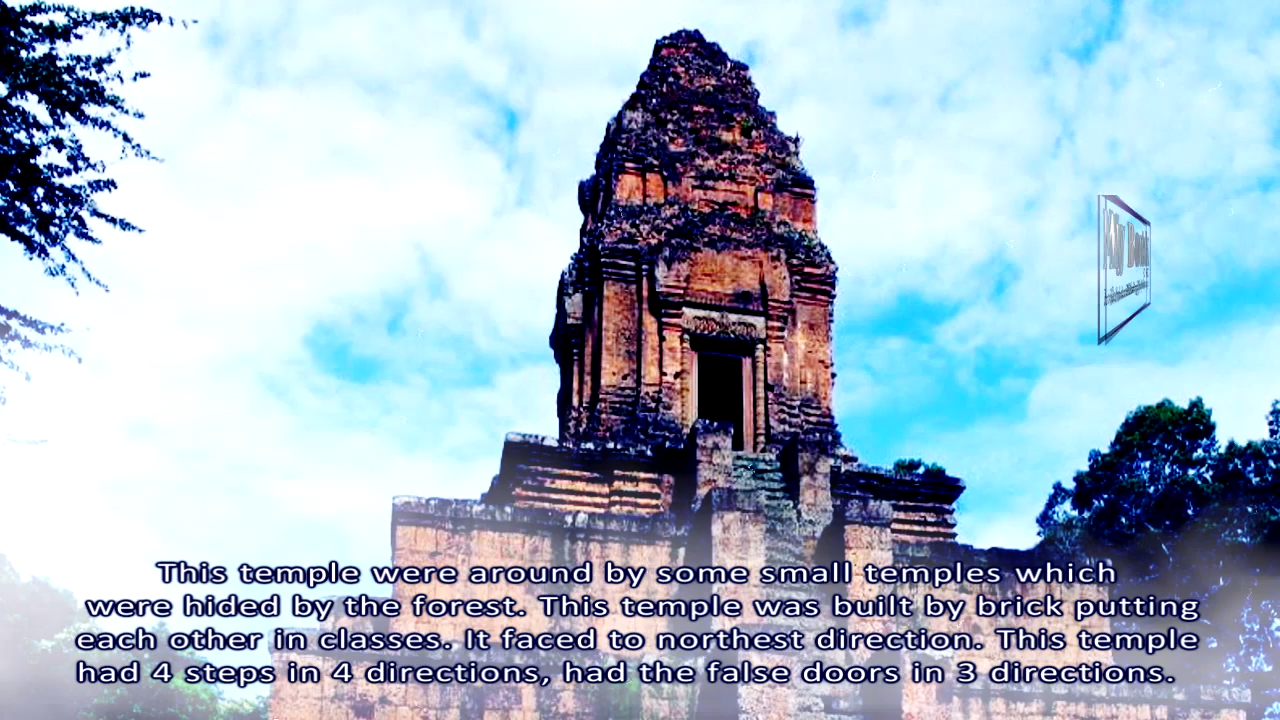 This temple were around by some small temples which
were hided by the forest. This temple was built by brick putting
each other in classes. It faced to northest direction. This temple
had 4 steps in 4 directions, had the false doors in 3 directions.